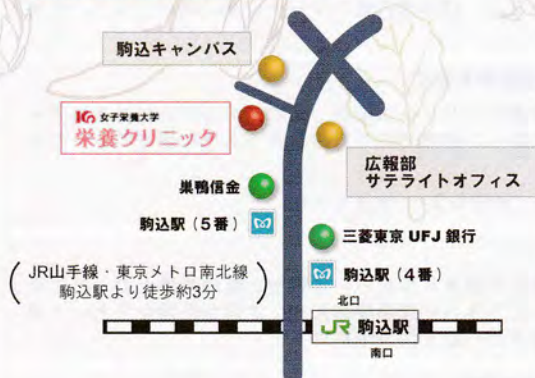 駒込キャンパス
女子栄養大学
栄養クリニック
広報部
サテライトオフィス
巣鴨信金
駒込駅（5番）
三菱東京 UFJ 銀行
JR山手線・東京メトロ南北線
駒込駅より徒歩約3分
駒込駅（4番）
北口
JR 駒込駅
南口